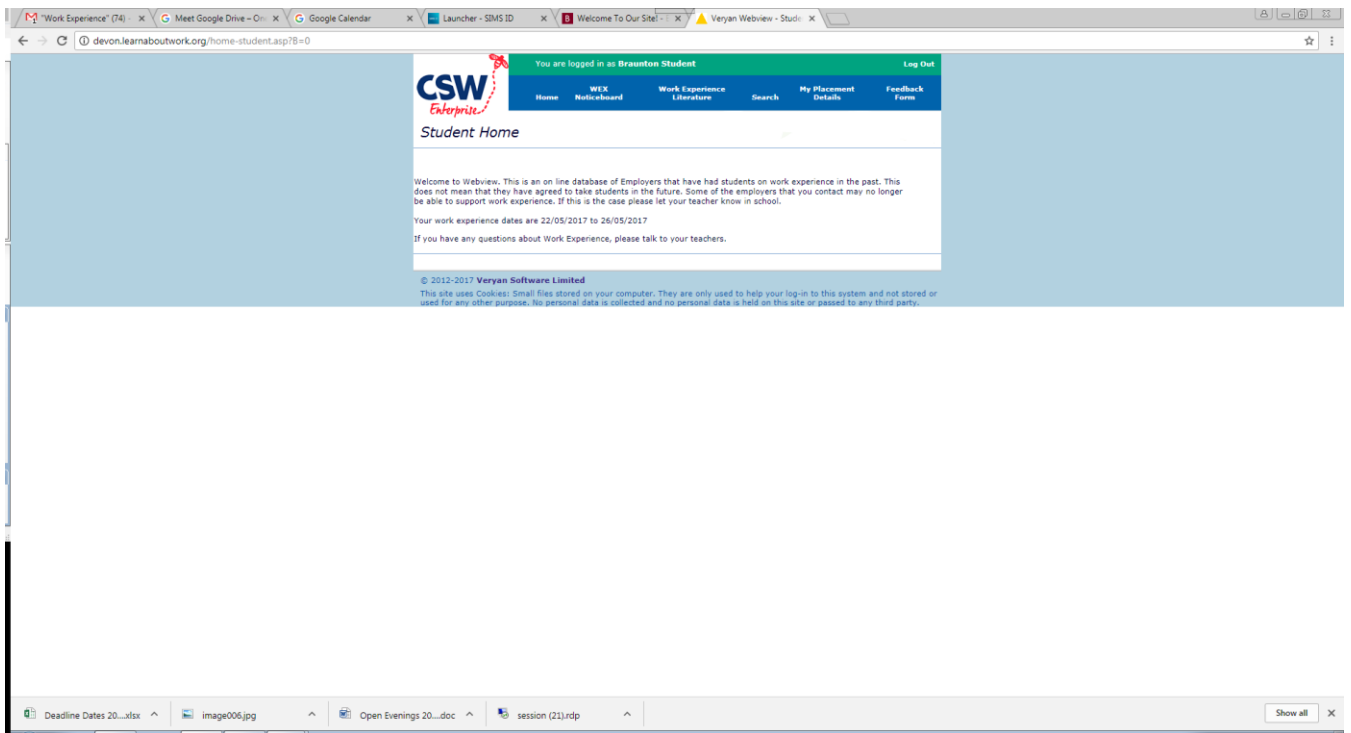 "Work Experience" (74) -
Meet Google Drive – On
Google Calendar
Launcher - SIMS ID
Welcome To Our Site! -
Veryan Webview - Stude
devon.learnaboutwork.org/home-student.asp?B=0
You are logged in as Braunton Student
Log Out
CSW
Enterprise
Home
WEX
Noticeboard
Work Experience
Literature
Search
My Placement
Details
Feedback
Form
Student Home
Welcome to Webview. This is an on line database of Employers that have had students on work experience in the past. This
does not mean that they have agreed to take students in the future. Some of the employers that you contact may no longer
be able to support work experience. If this is the case please let your teacher know in school.
Your work experience dates are 22/05/2017 to 26/05/2017
If you have any questions about Work Experience, please talk to your teachers.
© 2012-2017 Veryan Software Limited
This site uses Cookies: Small files stored on your computer. They are only used to help your log-in to this system and not stored or
used for any other purpose. No personal data is collected and no personal data is held on this site or passed to any third party.
Deadline Dates 20....xlsx
image006.jpg
Open Evenings 20....doc
session (21).rdp
Show all